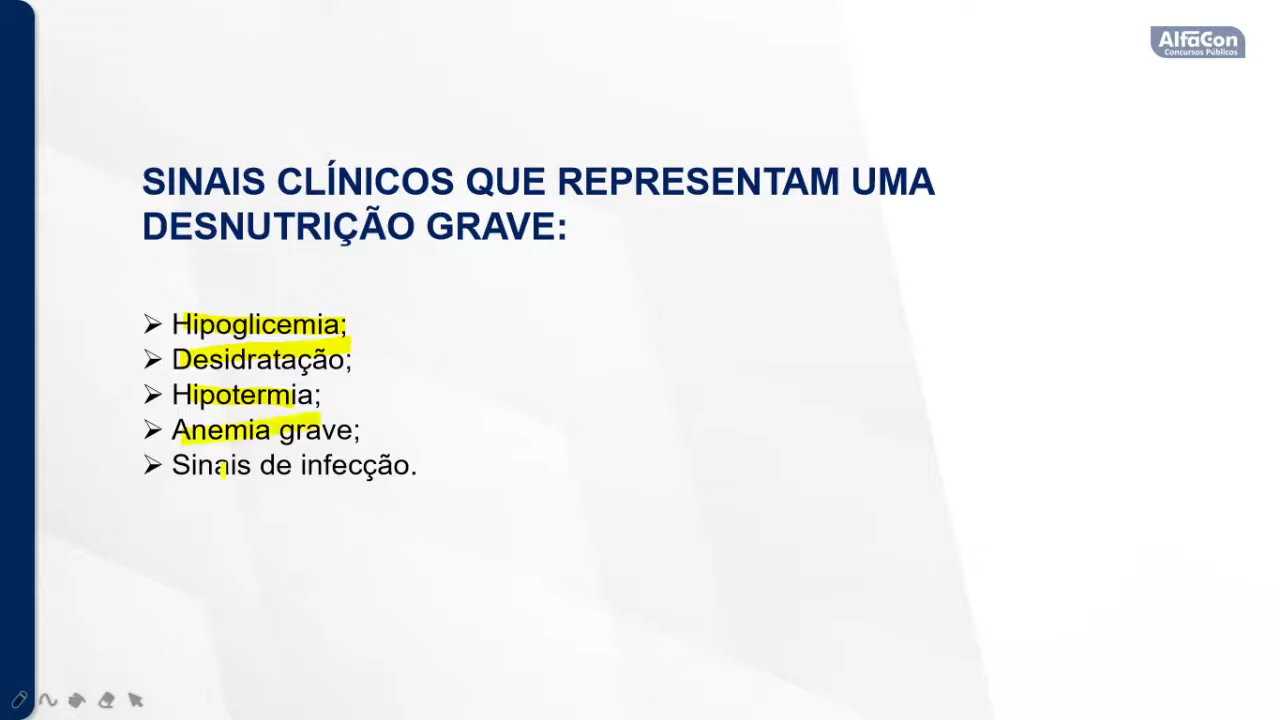 AlfaCon
Concursos Públicos
SINAIS CLÍNICOS QUE REPRESENTAM UMA
DESNUTRIÇÃO GRAVE:
Hipoglicemia;
Desidratação;
Hipotermia;
Anemia grave;
Sinais de infecção.